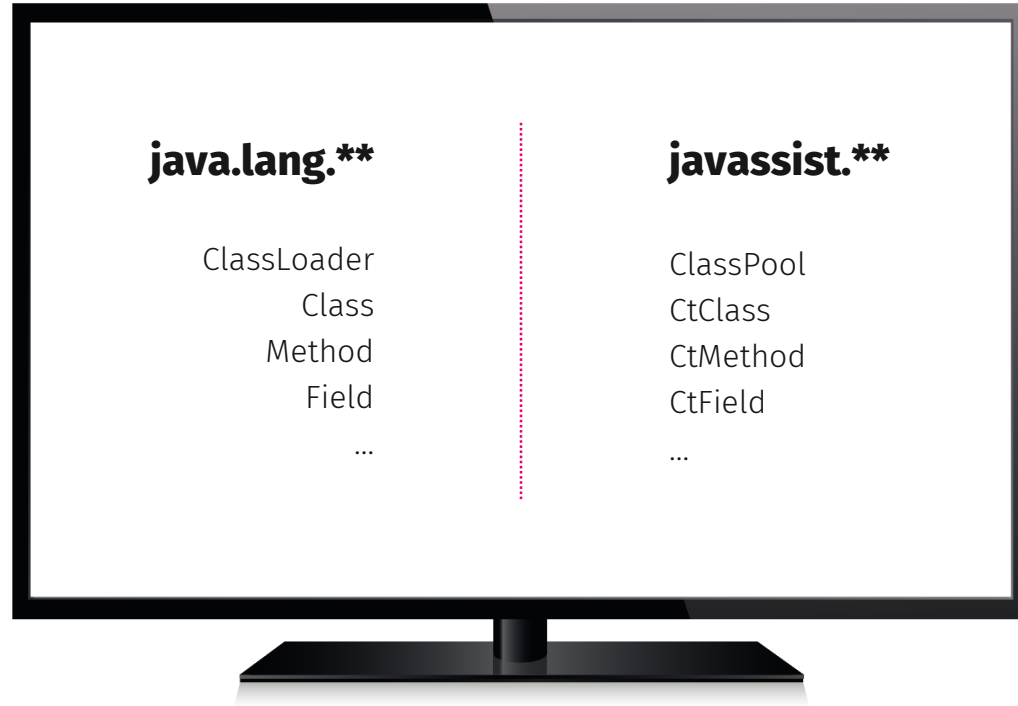 java.lang.**
ClassLoader
Class
Method
Field
...
javassist.**
ClassPool
CtClass
CtMethod
CtField
...